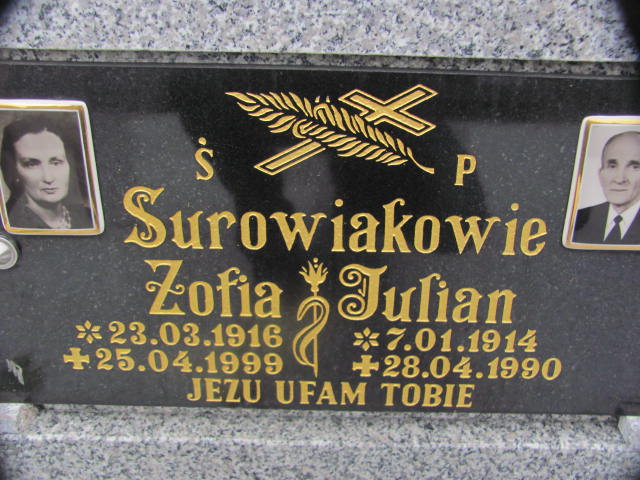 Ś P
Surowiakowie
Zofia Julian
* 23.03.1916 * 7.01.1914
+ 25.04.1999 + 28.04.1990
JEZU UFAM TOBIE